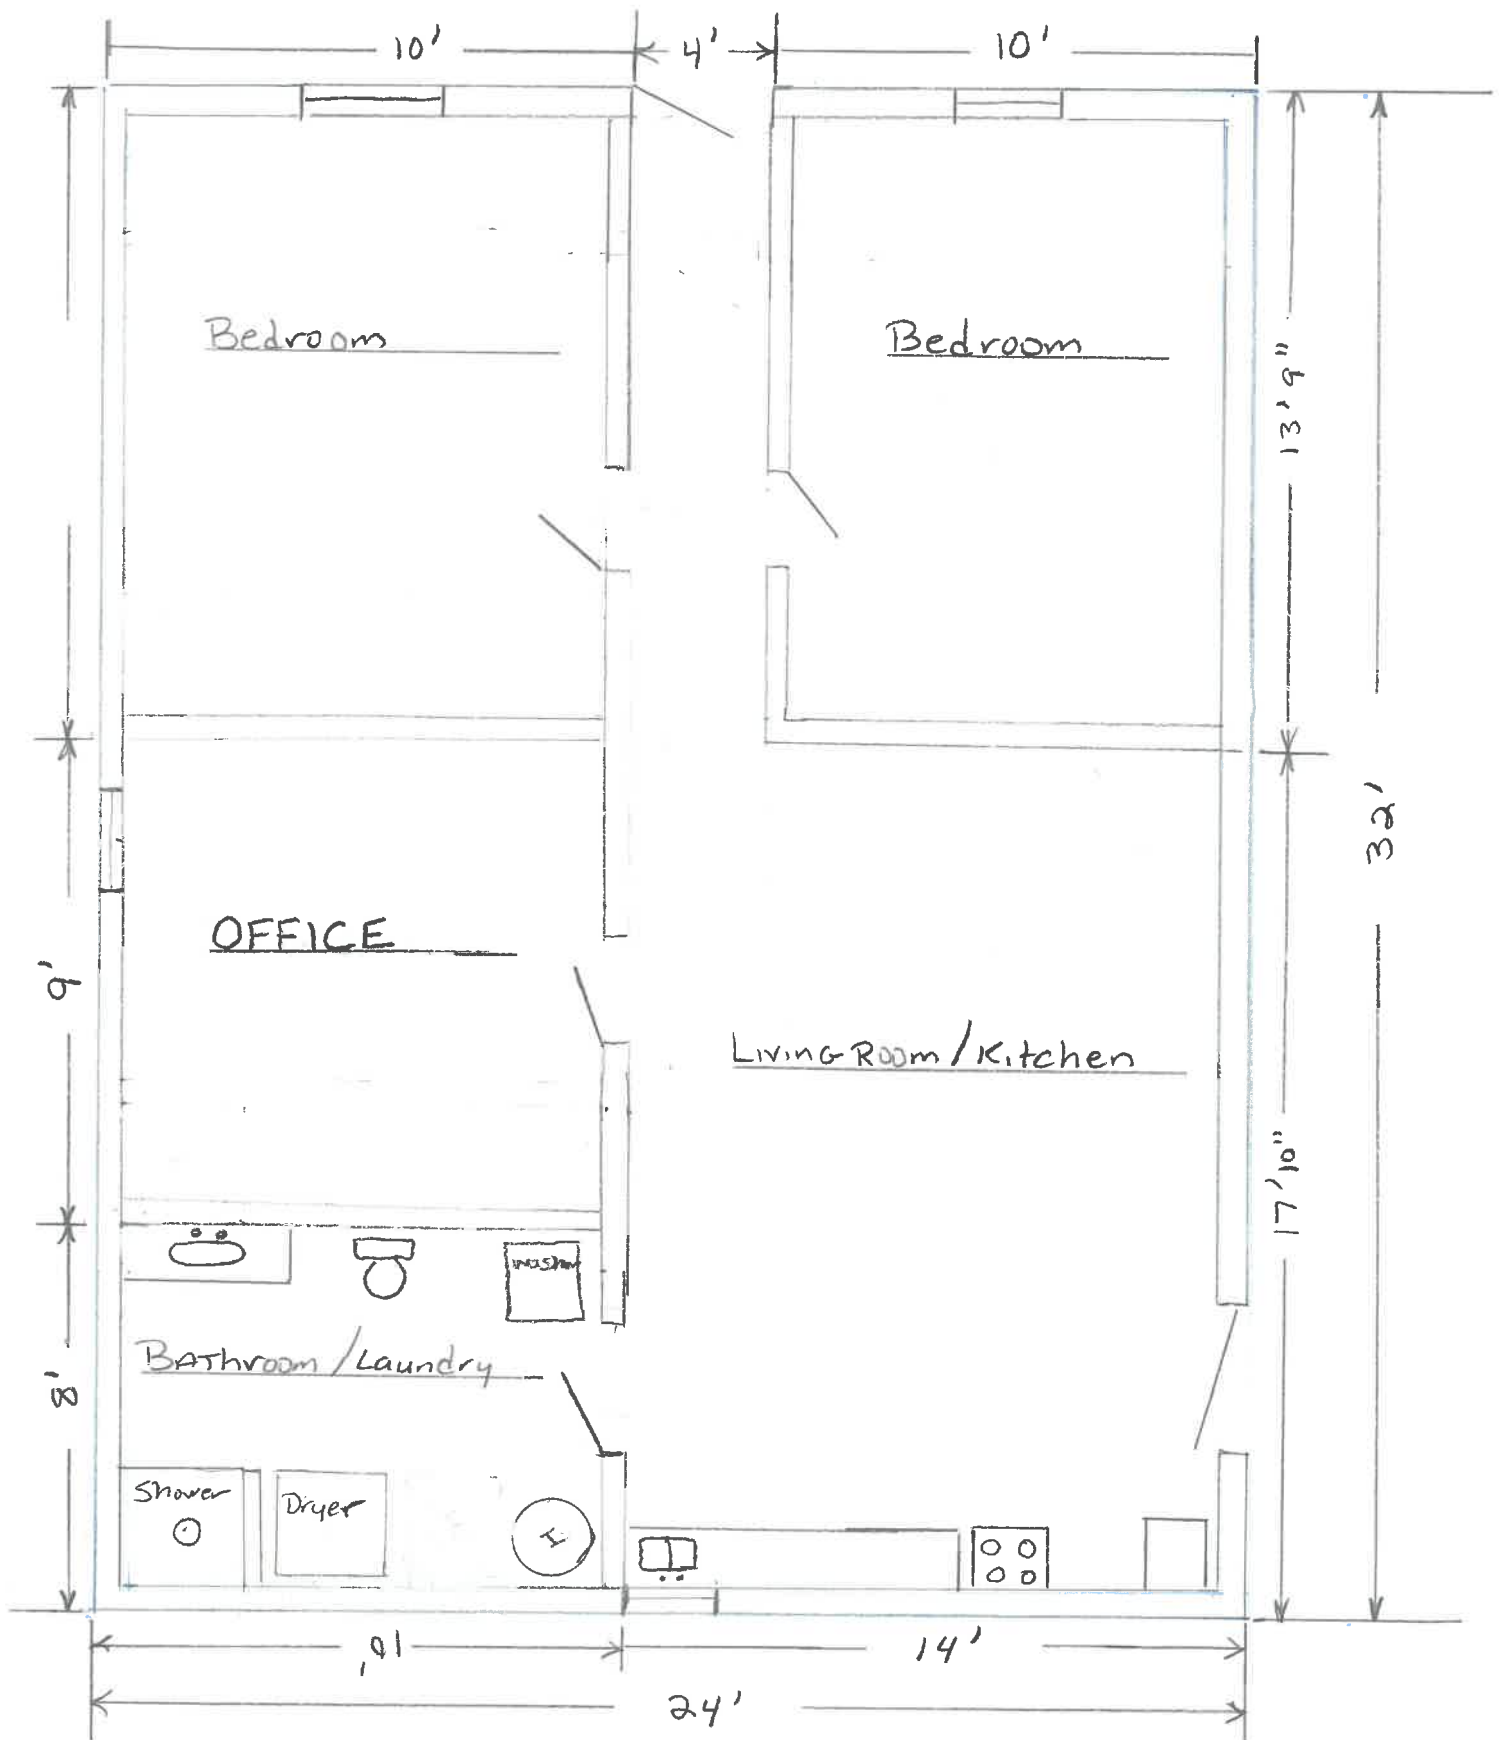 10' 4' 10'
Bedroom
Bedroom
13' 9"
32'
OFFICE
9'
Living Room/Kitchen
17' 10"
washer
Bathroom/Laundry
8'
Shower
Dryer
H
10'
14'
24'